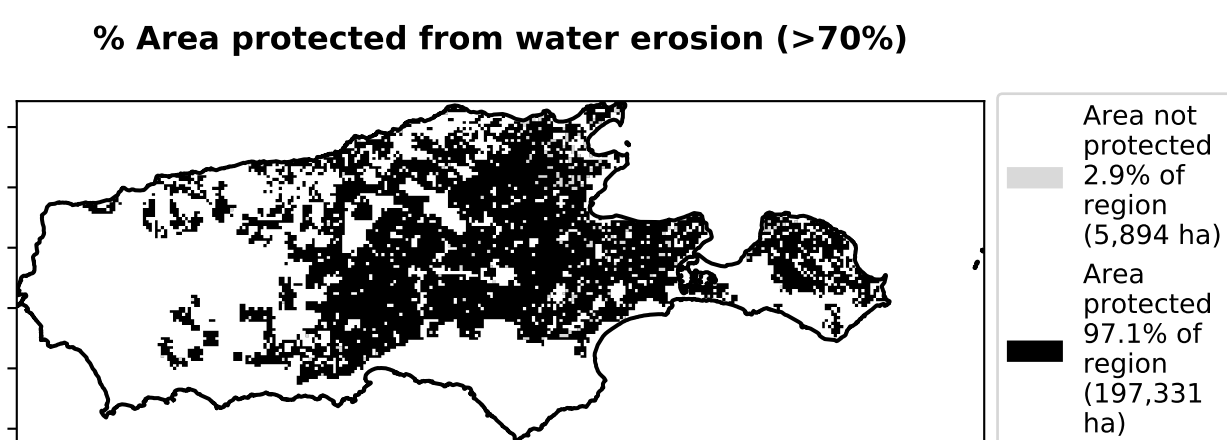 % Area protected from water erosion (>70%)
Area not
protected
2.9% of
region
(5,894 ha)
Area
protected
97.1% of
region
(197,331
ha)